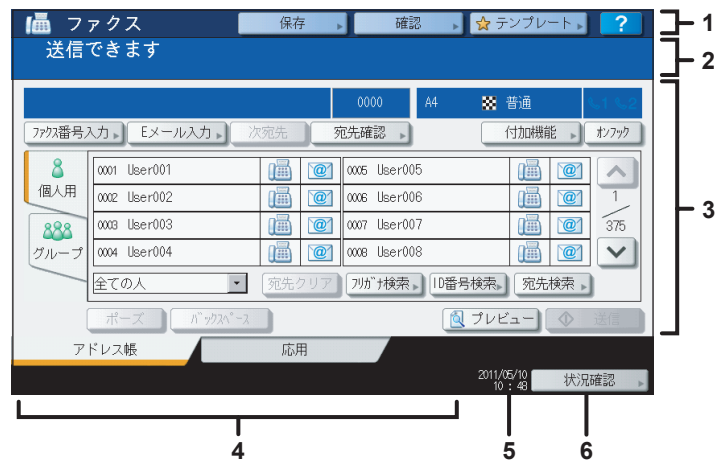 ファクス 保存 確認 テンプレート ? 1
送信できます 2
0000 A4 普通 1 2
ﾌｧｸｽ番号入力 Eメール入力 次宛先 宛先確認 付加機能 ｵﾝﾌｯｸ
個人用 0001 User001 0005 User005
0002 User002 0006 User006 1
グループ 0003 User003 0007 User007 375 3
0004 User004 0008 User008
全ての人 宛先クリア ﾌﾘｶﾞﾅ検索 ID番号検索 宛先検索
ポーズ ﾊﾞｯｸｽﾍﾟｰｽ プレビュー 送信
アドレス帳 応用
2011/05/10
10 : 48 状況確認
4 5 6